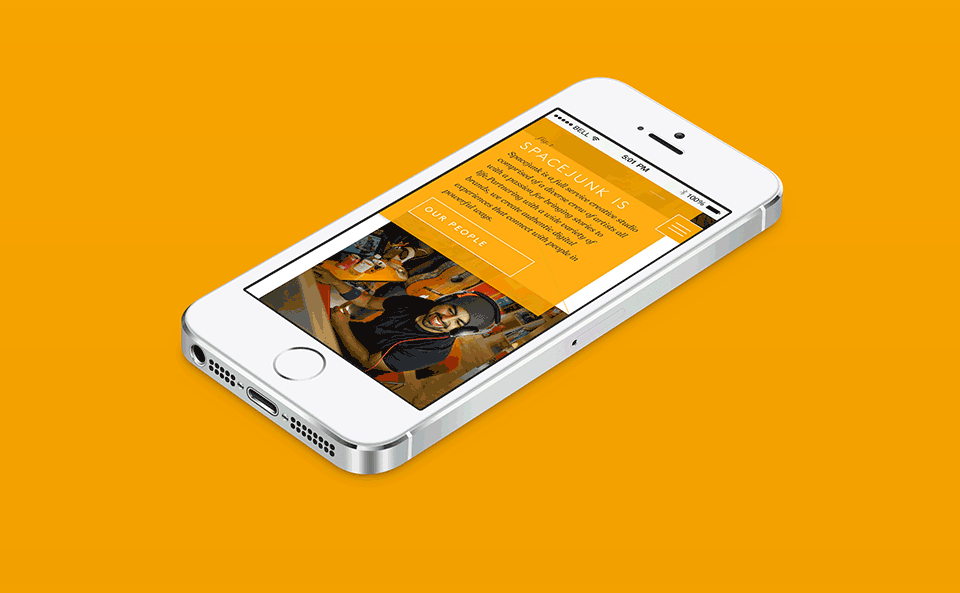 BELL
5:01 PM
100%
Fig. 1
SPACEJUNK IS
Spacejunk is a full service creative studio
comprised of a diverse crew of artists all
with a passion for bringing stories to
life.Partnering with a wide variety of
brands, we create authentic digital
experiences that connect with people in
powerful ways.
OUR PEOPLE